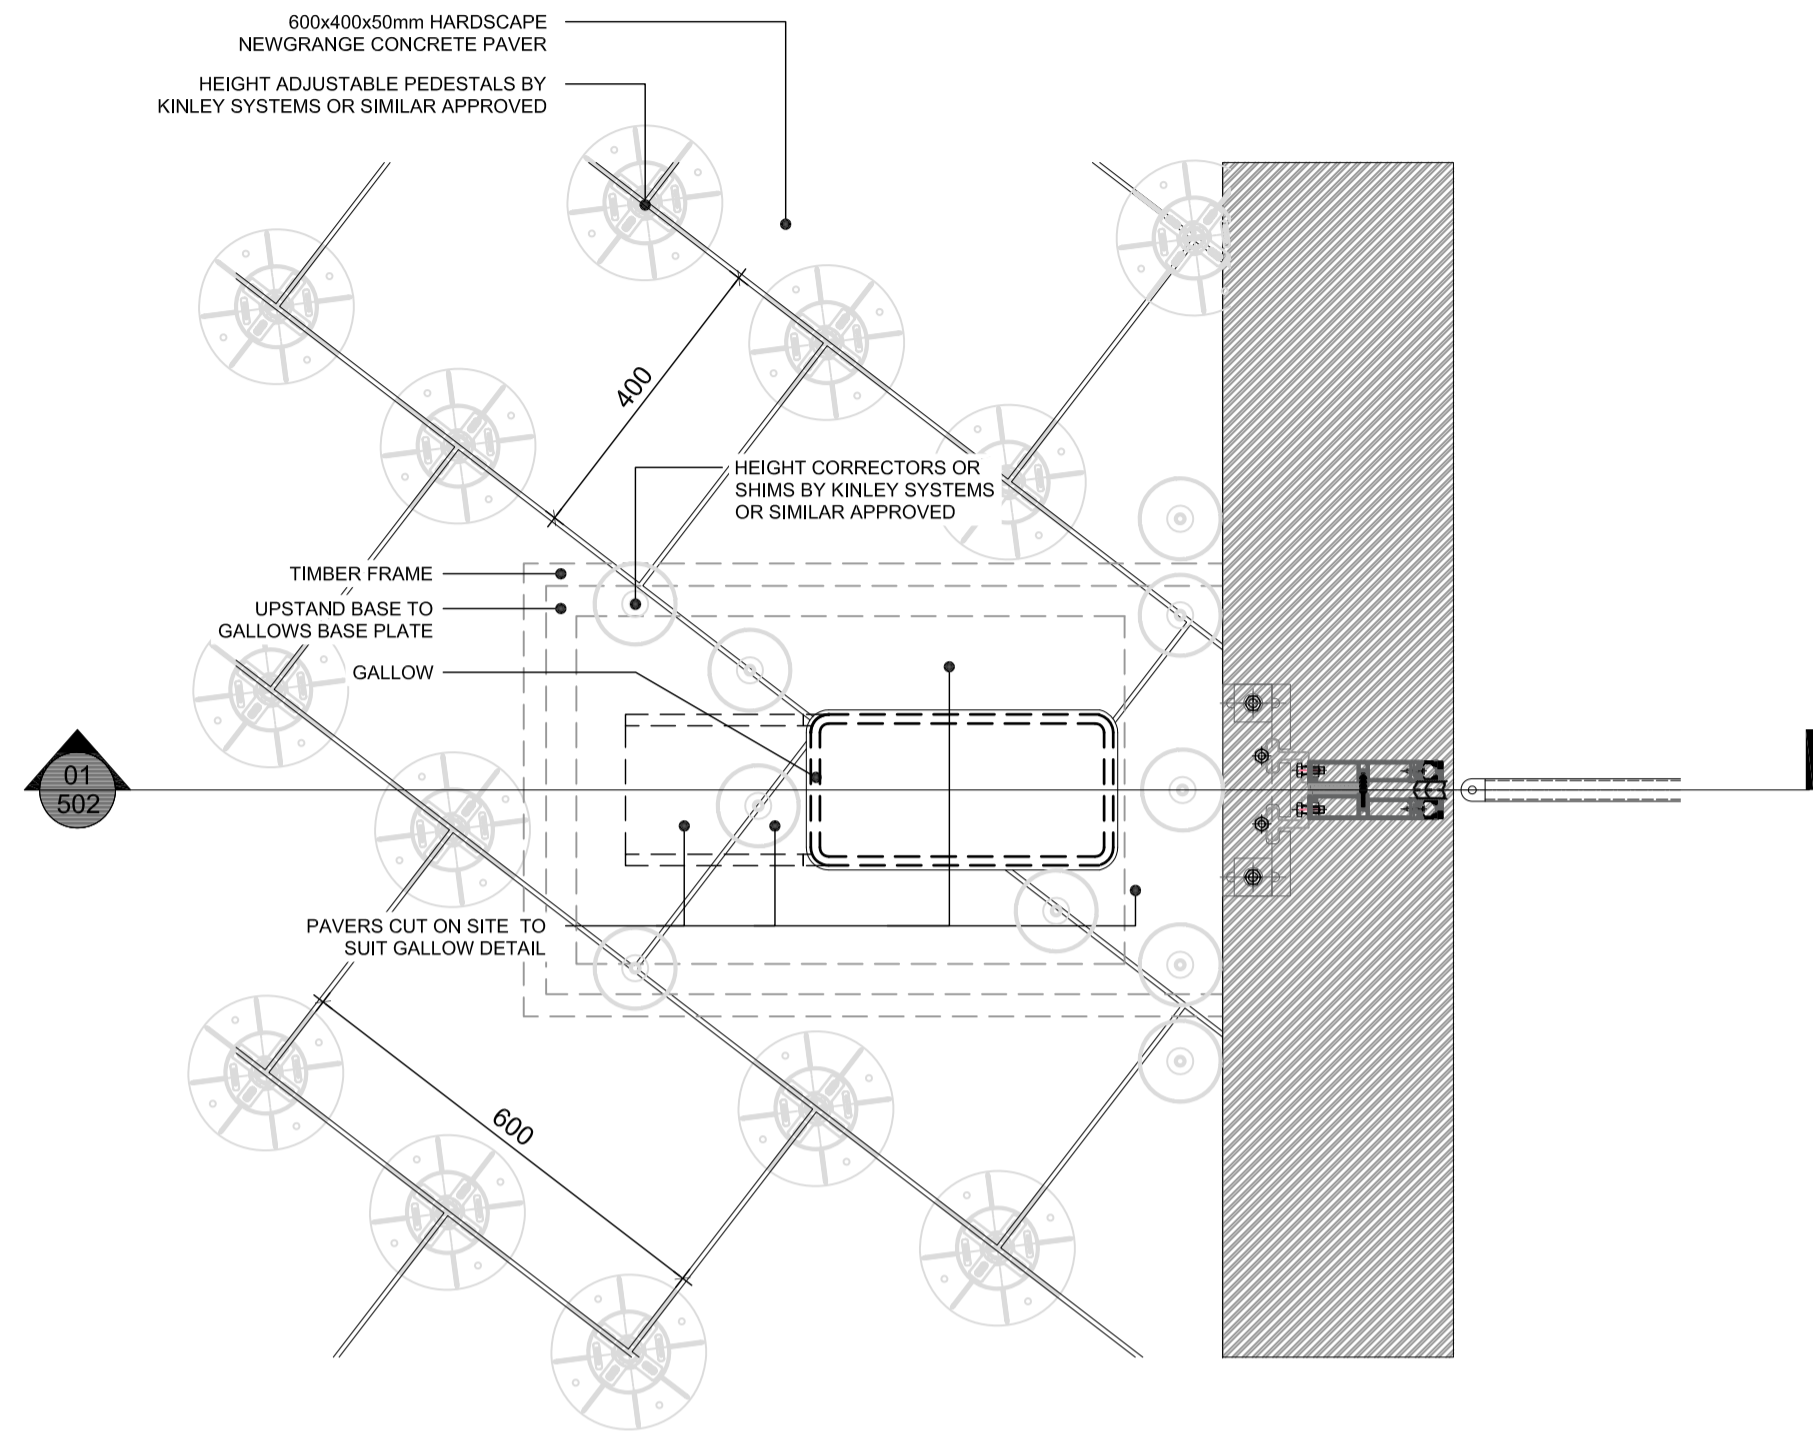 600x400x50mm HARDSCAPE
NEWGRANGE CONCRETE PAVER
HEIGHT ADJUSTABLE PEDESTALS BY
KINLEY SYSTEMS OR SIMILAR APPROVED
400
HEIGHT CORRECTORS OR
SHIMS BY KINLEY SYSTEMS
OR SIMILAR APPROVED
TIMBER FRAME
UPSTAND BASE TO
GALLOWS BASE PLATE
GALLOW
01
502
PAVERS CUT ON SITE TO
SUIT GALLOW DETAIL
600